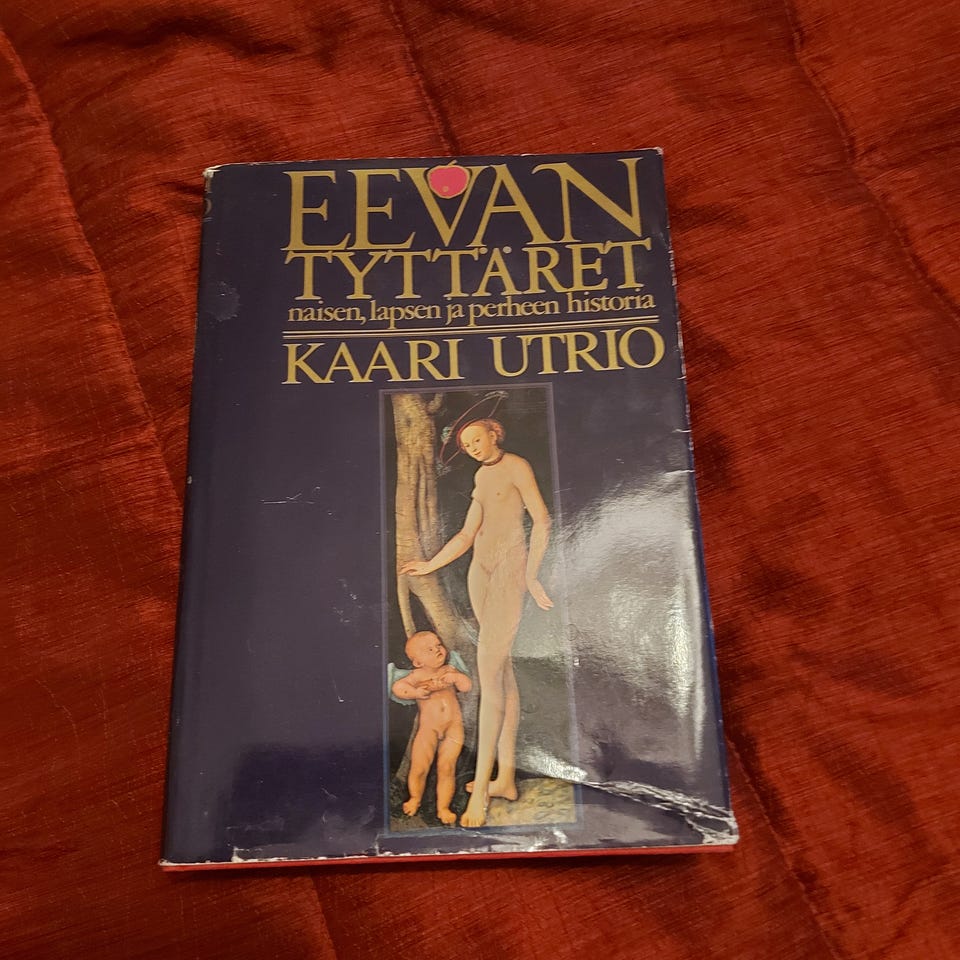 EEVAN
TYTTÄRET
naisen, lapsen ja perheen historia
KAARI UTRIO